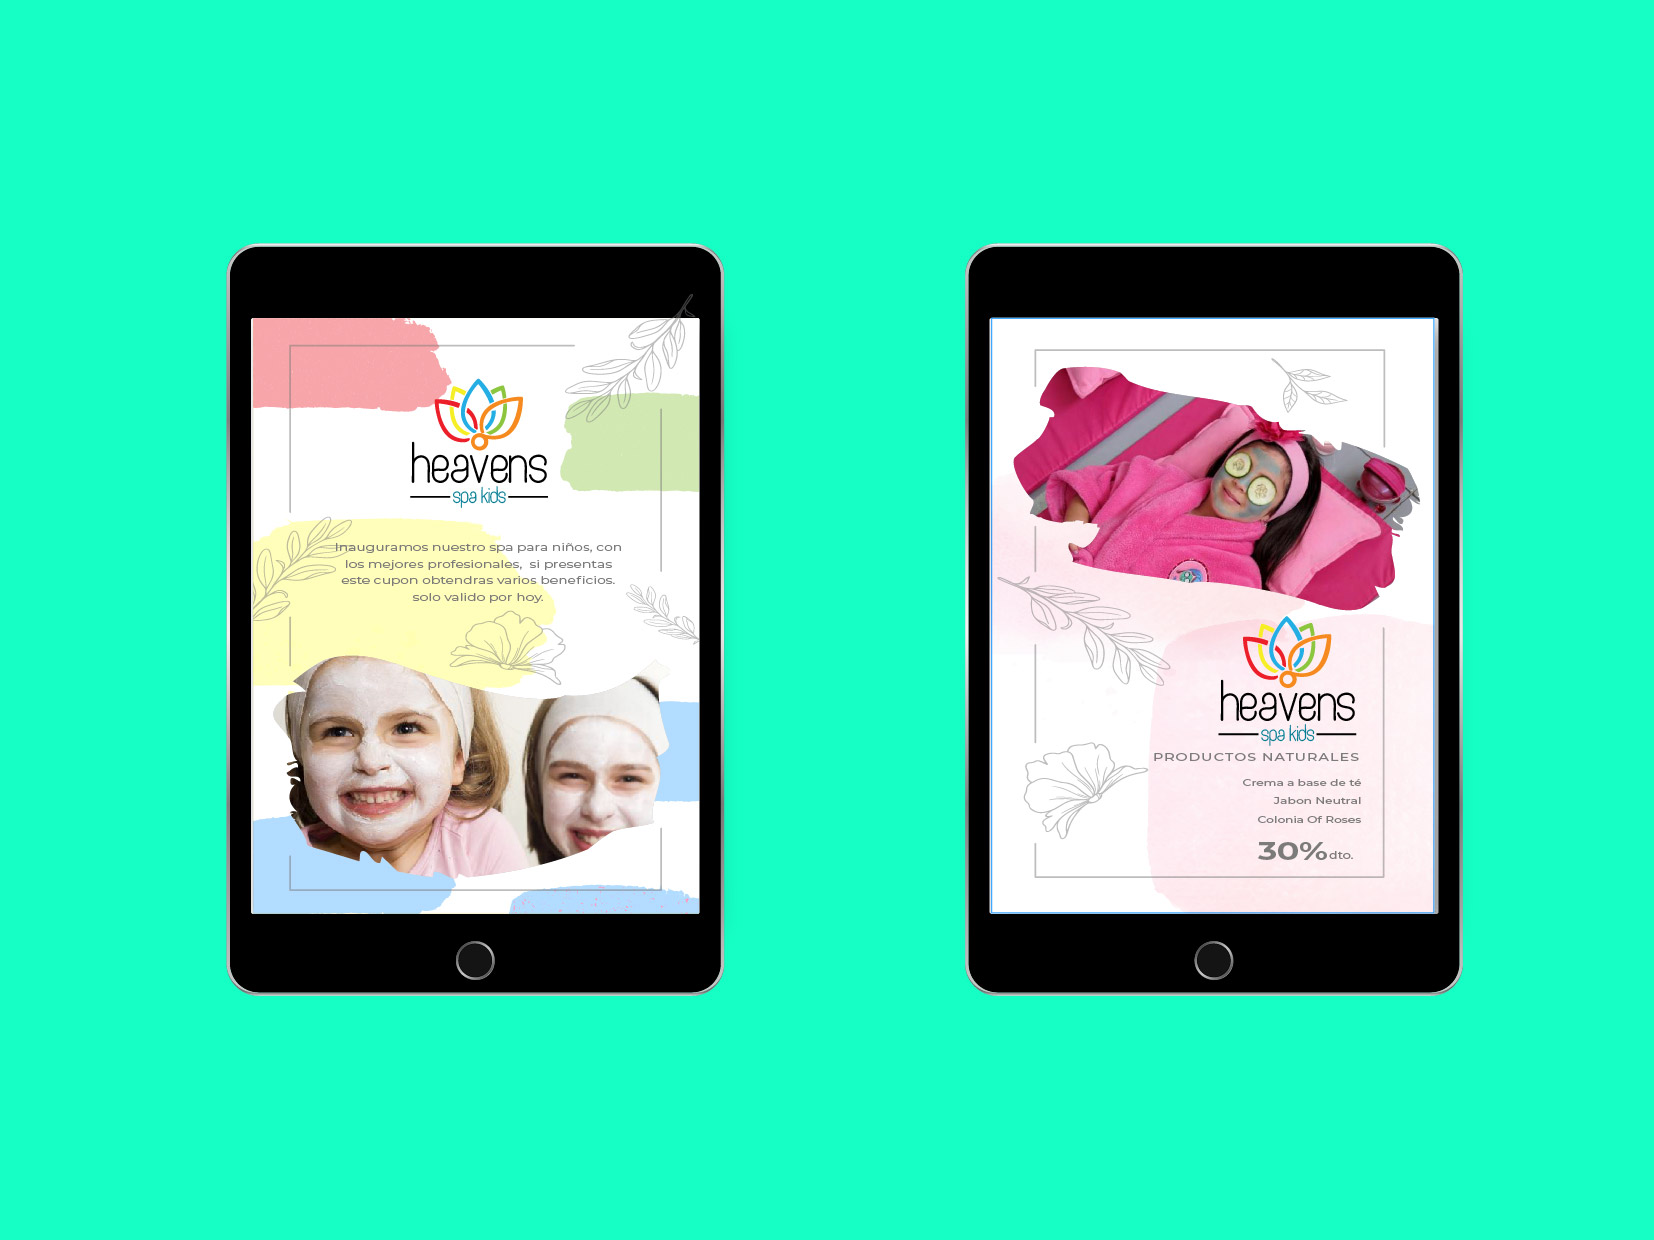 heavens
spa kids
Inauguramos nuestro spa para niños, con
los mejores profesionales, si presentas
este cupon obtendras varios beneficios.
solo valido por hoy.
heavens
spa kids
PRODUCTOS NATURALES
Crema a base de té
Jabon Neutral
Colonia Of Roses
30% dto.